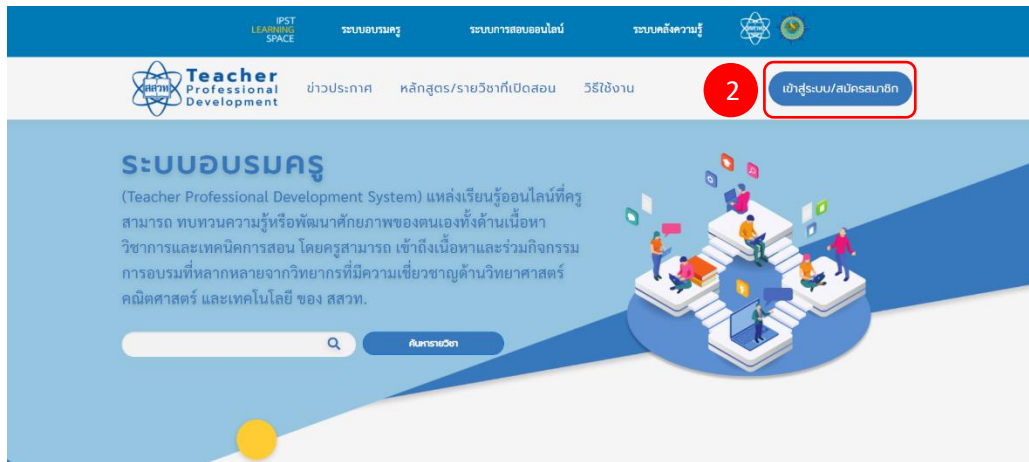 IPST
LEARNING
SPACE
ระบบอบรมครู
ระบบการสอนออนไลน์
ระบบคลังความรู้
สสวท
Teacher
Professional
Development
ข่าวประกาศ
หลักสูตร/รายวิชาที่เปิดสอน
วิธีใช้งาน
2
เข้าสู่ระบบ/สมัครสมาชิก
ระบบอบรมครู
(Teacher Professional Development System) แหล่งเรียนรู้ออนไลน์ที่ครู
สามารถ ทบทวนความรู้หรือพัฒนาศักยภาพของตนเองทั้งด้านเนื้อหา
วิชาการและเทคนิคการสอน โดยครูสามารถ เข้าถึงเนื้อหาและร่วมกิจกรรม
การอบรมที่หลากหลายจากวิทยากรที่มีความเชี่ยวชาญด้านวิทยาศาสตร์
คณิตศาสตร์ และเทคโนโลยี ของ สสวท.
ค้นหารายวิชา